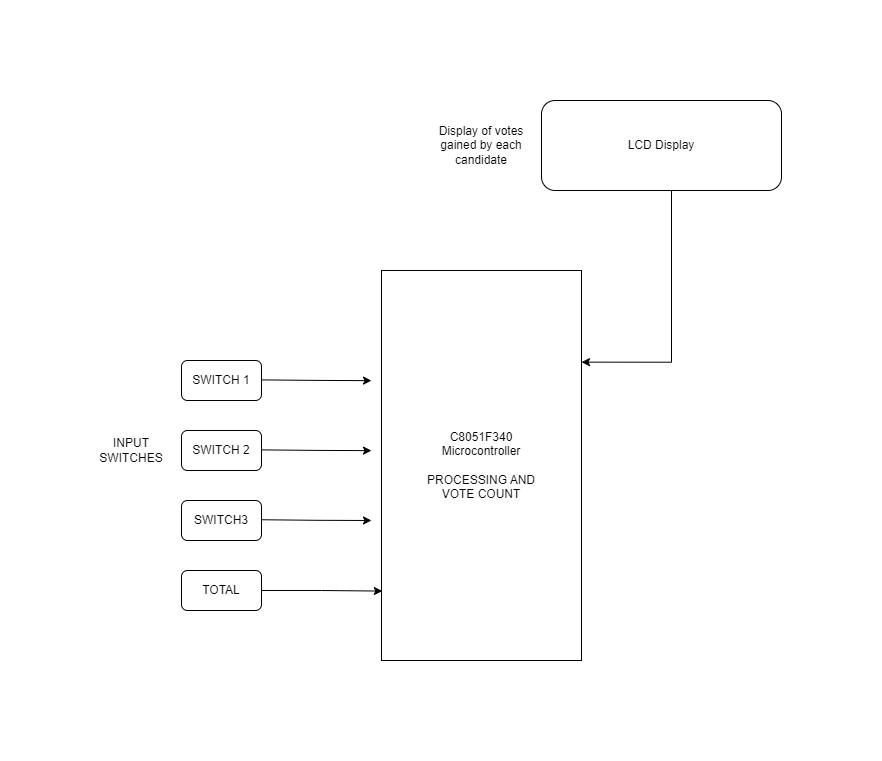 Display of votes
gained by each
candidate
LCD Display
SWITCH 1
INPUT
SWITCHES
SWITCH 2
SWITCH3
TOTAL
C8051F340
Microcontroller
PROCESSING AND
VOTE COUNT